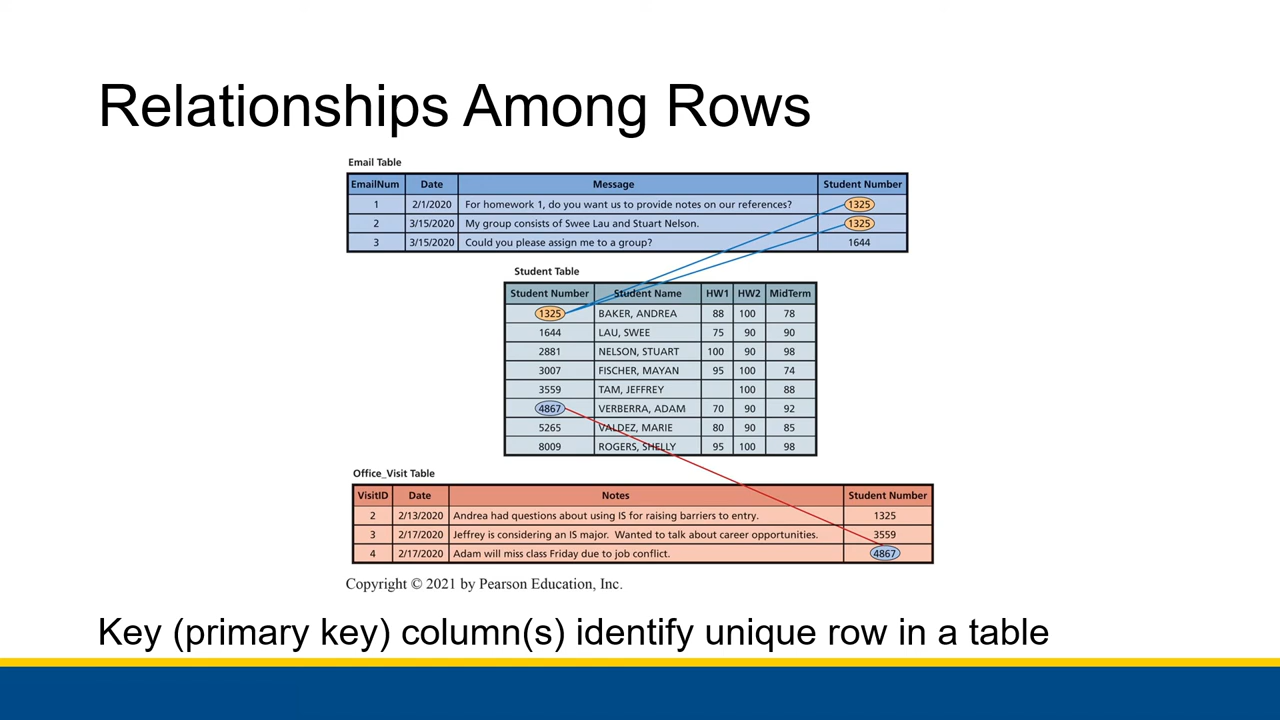 Relationships Among Rows
Email Table
EmailNum Date Message Student Number
1 2/1/2020 For homework 1, do you want us to provide notes on our references? 1325
2 3/15/2020 My group consists of Swee Lau and Stuart Nelson. 1325
3 3/15/2020 Could you please assign me to a group? 1644
Student Table
Student Number Student Name HW1 HW2 MidTerm
1325 BAKER, ANDREA 88 100 78
1644 LAU, SWEE 75 90 90
2881 NELSON, STUART 100 90 98
3007 FISCHER, MAYAN 95 100 74
3559 TAM, JEFFREY 100 88
4867 VERBERRA, ADAM 70 90 92
5265 VALDEZ, MARIE 80 90 85
8009 ROGERS, SHELLY 95 100 98
Office_Visit Table
VisitID Date Notes Student Number
2 2/13/2020 Andrea had questions about using IS for raising barriers to entry. 1325
3 2/17/2020 Jeffrey is considering an IS major. Wanted to talk about career opportunities. 3559
4 2/17/2020 Adam will miss class Friday due to job conflict. 4867
Copyright © 2021 by Pearson Education, Inc.
Key (primary key) column(s) identify unique row in a table